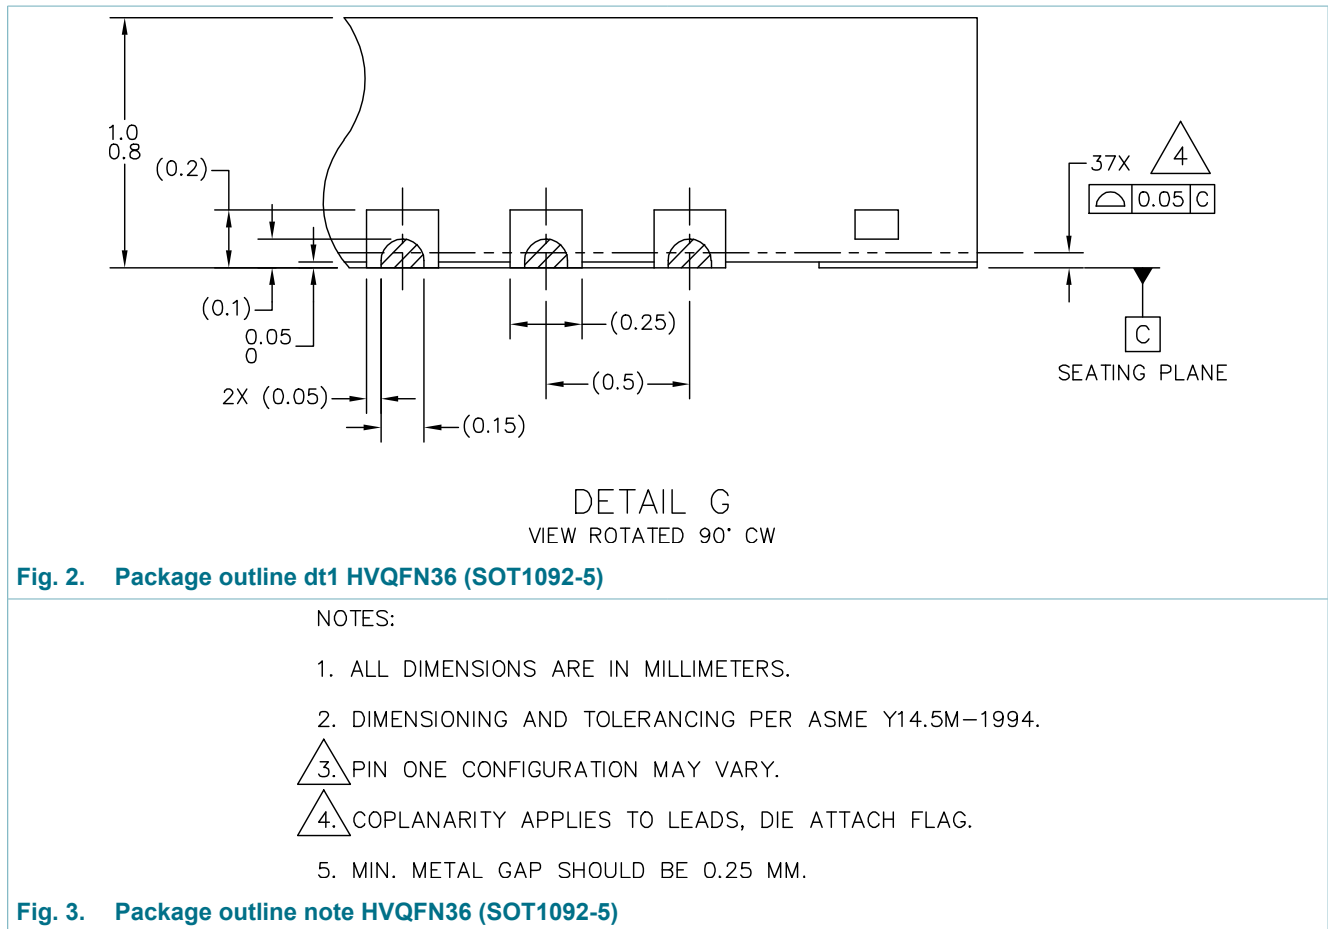 1.0
0.8
(0.2)
37X
4
0.05 C
(0.1)
0.05
0
(0.25)
C
SEATING PLANE
(0.5)
2X (0.05)
(0.15)
DETAIL G
VIEW ROTATED 90° CW
Fig. 2. Package outline dt1 HVQFN36 (SOT1092-5)
NOTES:
1. ALL DIMENSIONS ARE IN MILLIMETERS.
2. DIMENSIONING AND TOLERANCING PER ASME Y14.5M–1994.
3. PIN ONE CONFIGURATION MAY VARY.
4. COPLANARITY APPLIES TO LEADS, DIE ATTACH FLAG.
5. MIN. METAL GAP SHOULD BE 0.25 MM.
Fig. 3. Package outline note HVQFN36 (SOT1092-5)